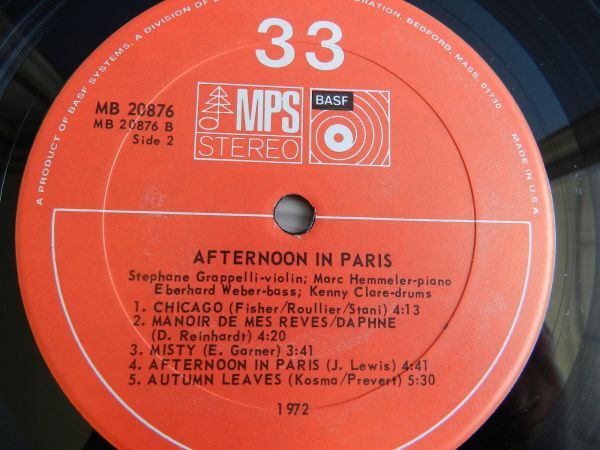 33
A PRODUCT OF BASF SYSTEMS, A DIVISION OF CORPORATION, BEDFORD, MASS. 01730
MPS
STEREO
BASF
MB 20876
MB 20876 B
Side 2
MADE IN U.S.A.
AFTERNOON IN PARIS
Stephane Grappelli-violin; Marc Hemmeler-piano
Eberhard Weber-bass; Kenny Clare-drums
1. CHICAGO (Fisher/Roullier/Stani) 4:13
2. MANOIR DE MES REVES/DAPHNE
(D. Reinhardt) 4:20
3. MISTY (E. Garner) 3:41
4. AFTERNOON IN PARIS (J. Lewis) 4:41
5. AUTUMN LEAVES (Kosma/Prevert) 5:30
1972